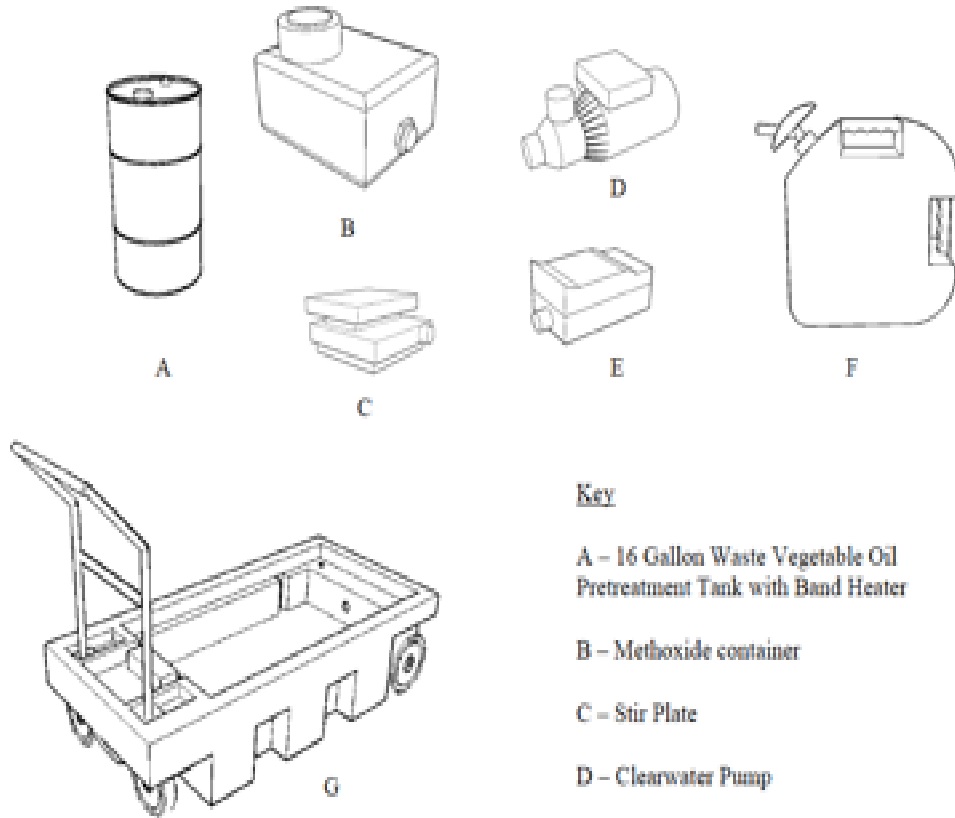 A
B
C
D
E
F
G
Key
A – 16 Gallon Waste Vegetable Oil
Pretreatment Tank with Band Heater
B – Methoxide container
C – Stir Plate
D – Clearwater Pump